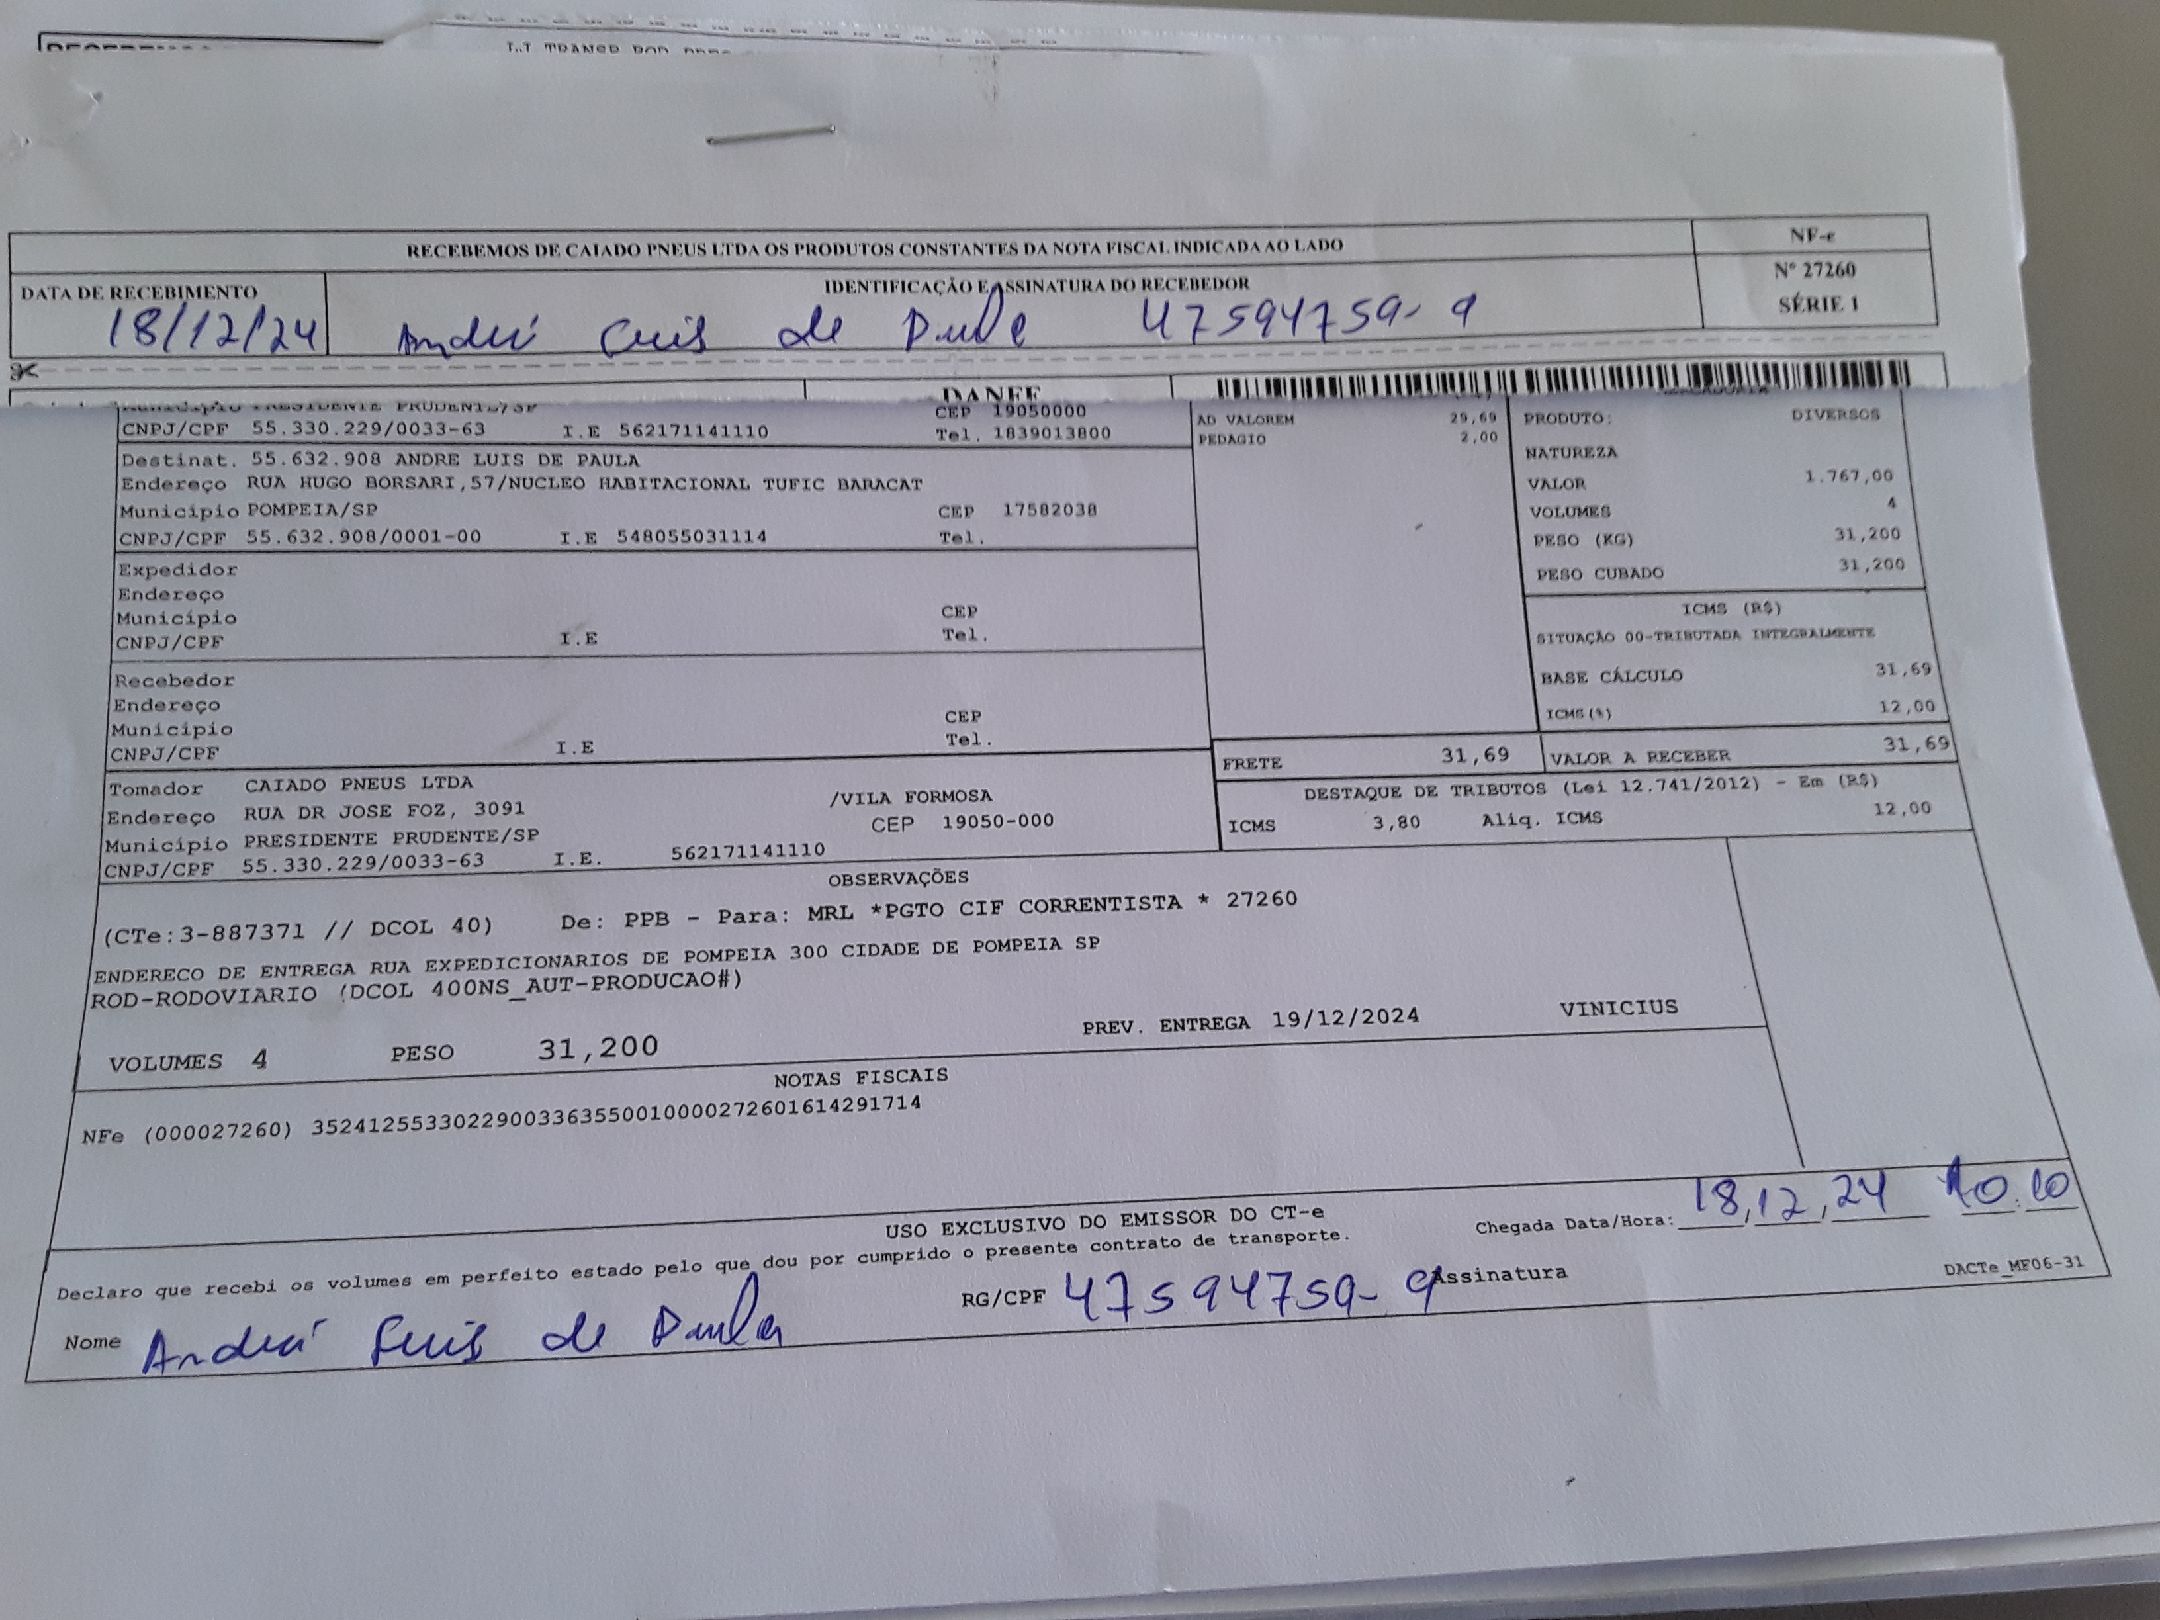 RECEBEMOS DE CAIADO PNEUS LTDA OS PRODUTOS CONSTANTES DA NOTA FISCAL INDICADA AO LADO
NF-e
Nº 27260
SÉRIE 1
DATA DE RECEBIMENTO
18/12/24
IDENTIFICAÇÃO E ASSINATURA DO RECEBEDOR
André Luis de Paula 47594759-9
DANFE
Município PRESIDENTE PRUDENTE/SP CEP 19050000
CNPJ/CPF 55.330.229/0033-63 I.E 562171141110 Tel. 1839013800
Destinat. 55.632.908 ANDRE LUIS DE PAULA
Endereço RUA HUGO BORSARI,57/NUCLEO HABITACIONAL TUFIC BARACAT
Município POMPEIA/SP CEP 17582038
CNPJ/CPF 55.632.908/0001-00 I.E 548055031114 Tel.
Expedidor
Endereço
Município CEP
CNPJ/CPF I.E Tel.
Recebedor
Endereço
Município CEP
CNPJ/CPF I.E Tel.
Tomador CAIADO PNEUS LTDA
Endereço RUA DR JOSE FOZ, 3091 /VILA FORMOSA
Município PRESIDENTE PRUDENTE/SP CEP 19050-000
CNPJ/CPF 55.330.229/0033-63 I.E. 562171141110
AD VALOREM 29,69
PEDAGIO 2,00
PRODUTO: DIVERSOS
NATUREZA
VALOR 1.767,00
VOLUMES 4
PESO (KG) 31,200
PESO CUBADO 31,200
ICMS (R$)
SITUAÇÃO 00-TRIBUTADA INTEGRALMENTE
BASE CÁLCULO 31,69
ICMS(%) 12,00
FRETE 31,69 VALOR A RECEBER 31,69
DESTAQUE DE TRIBUTOS (Lei 12.741/2012) - Em (R$)
ICMS 3,80 Aliq. ICMS 12,00
OBSERVAÇÕES
(CTe:3-887371 // DCOL 40) De: PPB - Para: MRL *PGTO CIF CORRENTISTA * 27260
ENDERECO DE ENTREGA RUA EXPEDICIONARIOS DE POMPEIA 300 CIDADE DE POMPEIA SP
ROD-RODOVIARIO (DCOL 400NS_AUT-PRODUCAO#)
VOLUMES 4 PESO 31,200 PREV. ENTREGA 19/12/2024 VINICIUS
NOTAS FISCAIS
NFe (000027260) 35241255330229003363550010000272601614291714
USO EXCLUSIVO DO EMISSOR DO CT-e
Declaro que recebi os volumes em perfeito estado pelo que dou por cumprido o presente contrato de transporte.
Chegada Data/Hora: 18,12,24 10:10
Nome André Luis de Paula RG/CPF 47594759-9 Assinatura
DACTe_MF06-31